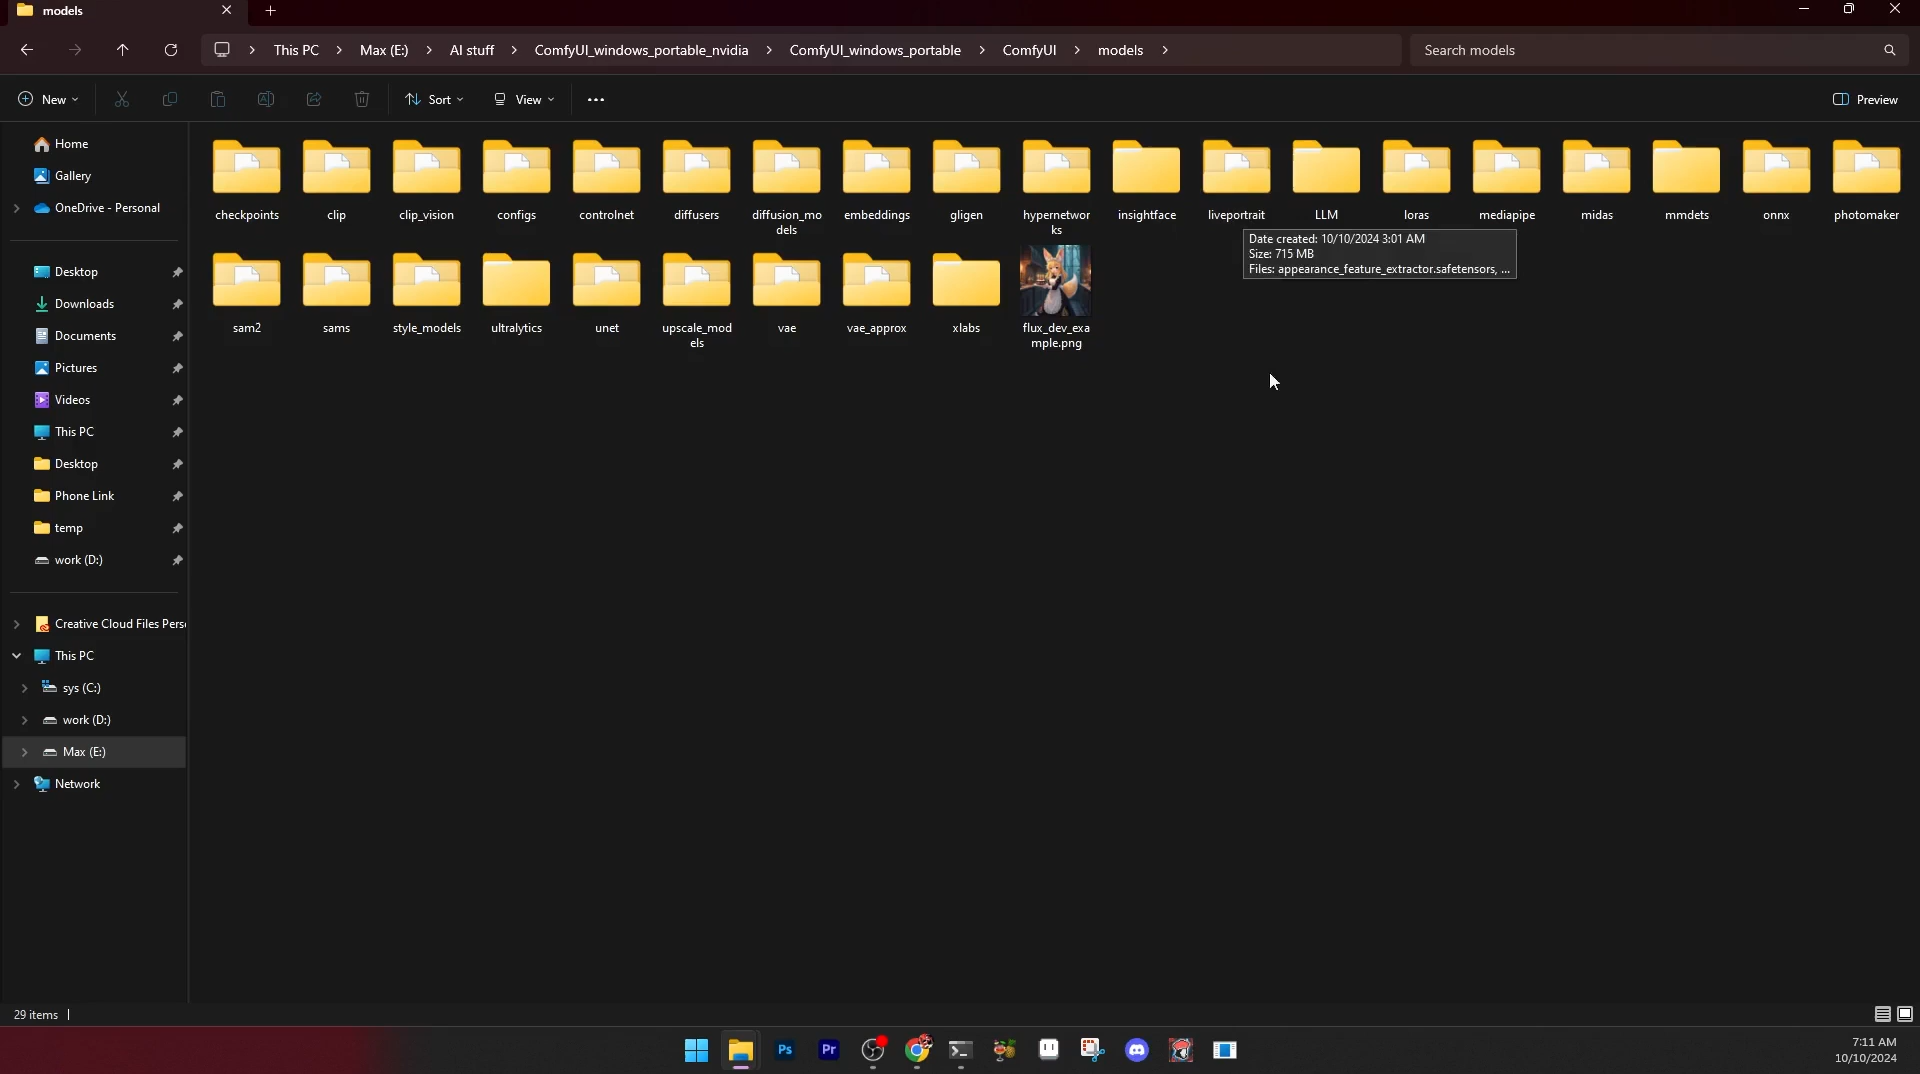 models
This PC > Max (E:) > AI stuff > ComfyUI_windows_portable_nvidia > ComfyUI_windows_portable > ComfyUI > models >
Search models
New
Sort
View
Preview
Home
Gallery
OneDrive - Personal
Desktop
Downloads
Documents
Pictures
Videos
This PC
Desktop
Phone Link
temp
work (D:)
Creative Cloud Files Pers
This PC
sys (C:)
work (D:)
Max (E:)
Network
checkpoints
clip
clip_vision
configs
controlnet
diffusers
diffusion_mo
dels
embeddings
gligen
hypernetwor
ks
insightface
liveportrait
LLM
loras
mediapipe
midas
mmdets
onnx
photomaker
Date created: 10/10/2024 3:01 AM
Size: 715 MB
Files: appearance_feature_extractor.safetensors, ...
sam2
sams
style_models
ultralytics
unet
upscale_mod
els
vae
vae_approx
xlabs
flux_dev_exa
mple.png
29 items
Ps
Pr
7:11 AM
10/10/2024